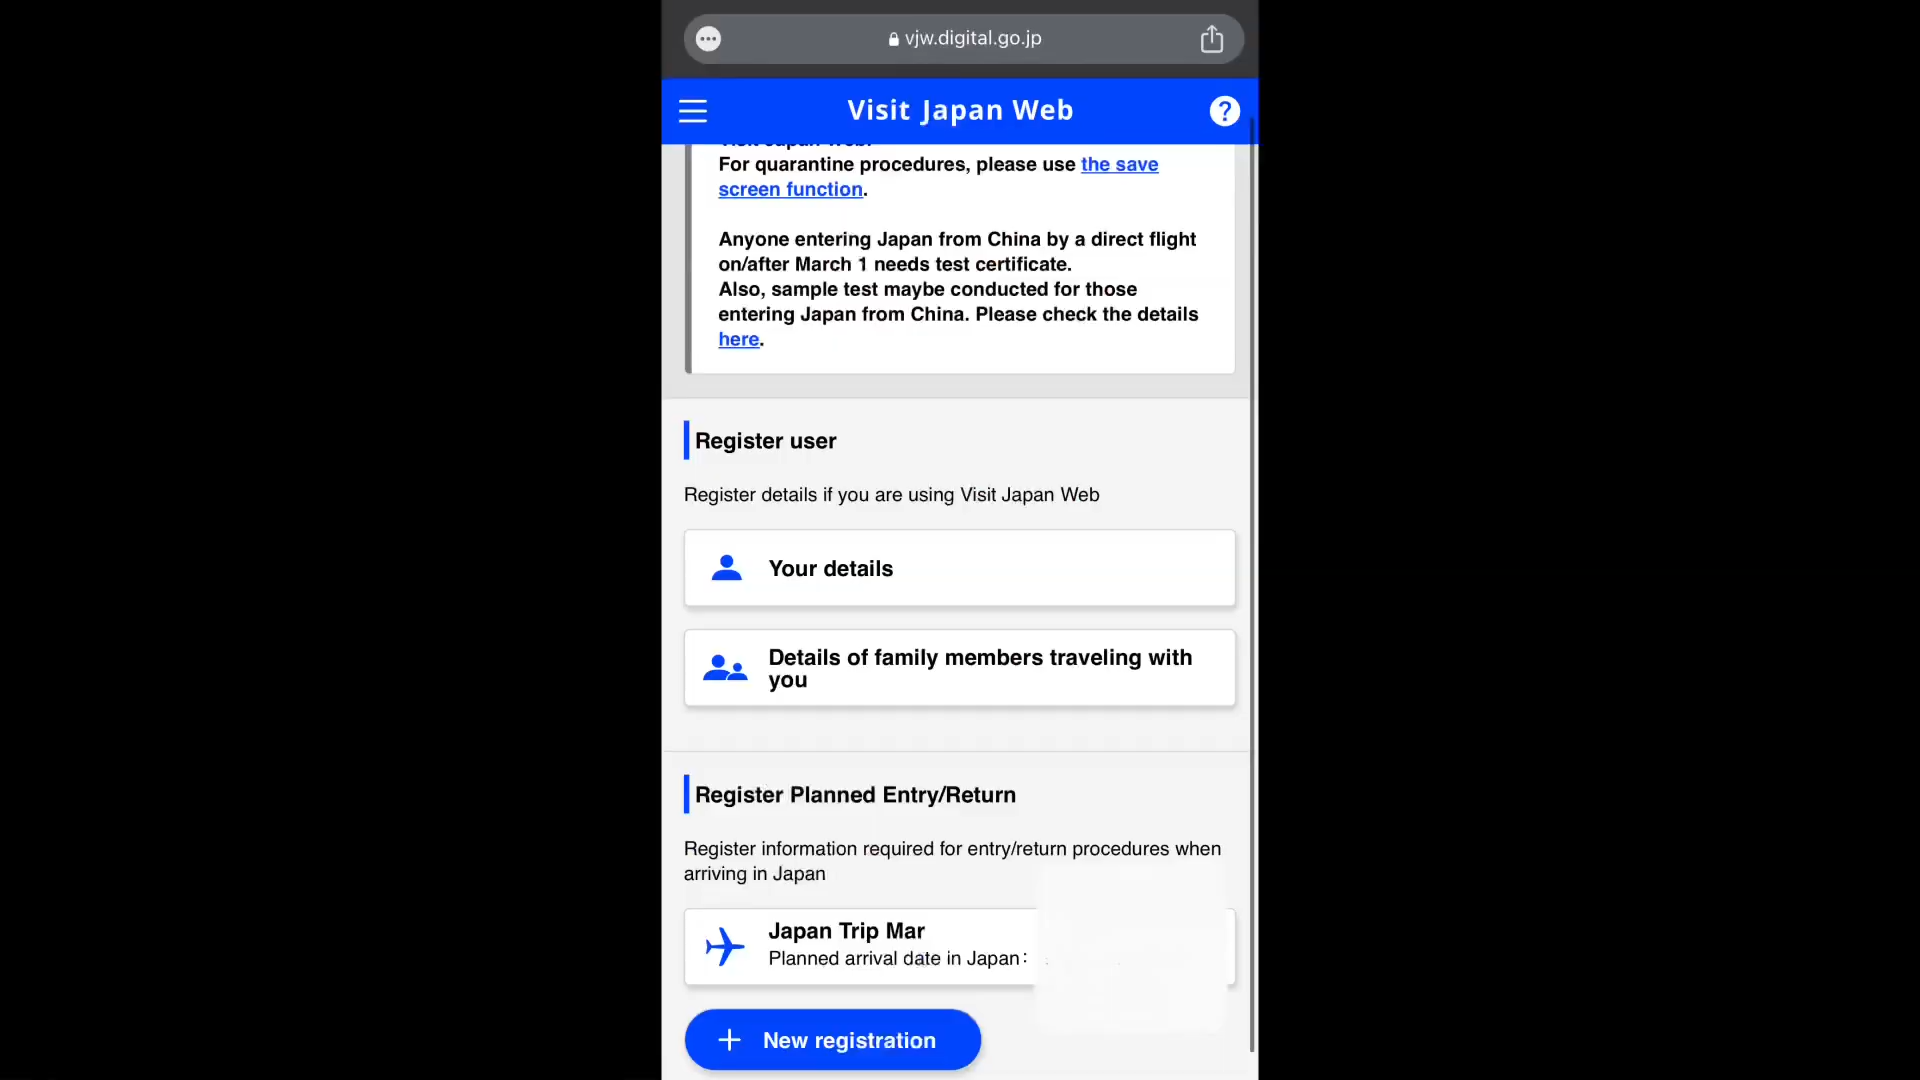 vjw.digital.go.jp
Visit Japan Web
For quarantine procedures, please use the save
screen function.
Anyone entering Japan from China by a direct flight
on/after March 1 needs test certificate.
Also, sample test maybe conducted for those
entering Japan from China. Please check the details
here.
Register user
Register details if you are using Visit Japan Web
Your details
Details of family members traveling with
you
Register Planned Entry/Return
Register information required for entry/return procedures when
arriving in Japan
Japan Trip Mar
Planned arrival date in Japan:
New registration